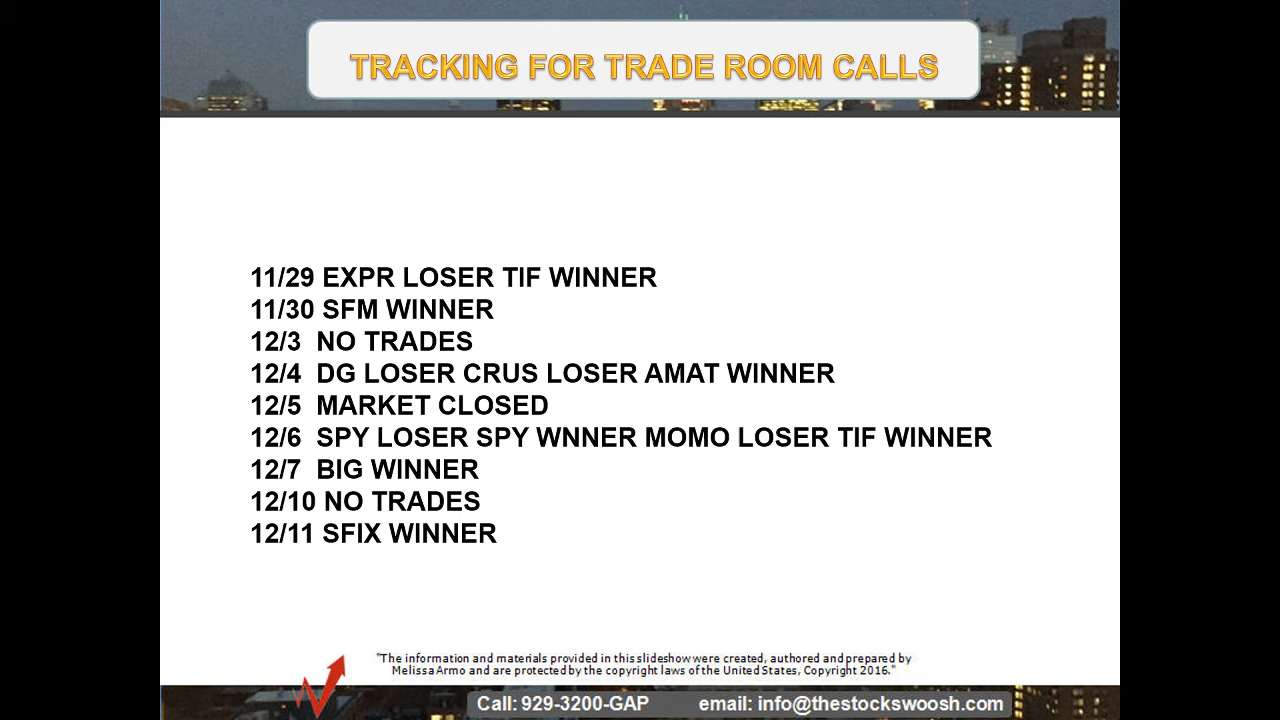 TRACKING FOR TRADE ROOM CALLS
11/29 EXPR LOSER TIF WINNER
11/30 SFM WINNER
12/3 NO TRADES
12/4 DG LOSER CRUS LOSER AMAT WINNER
12/5 MARKET CLOSED
12/6 SPY LOSER SPY WNNER MOMO LOSER TIF WINNER
12/7 BIG WINNER
12/10 NO TRADES
12/11 SFIX WINNER
"The information and materials provided in this slideshow were created, authored and prepared by
Melissa Armo and are protected by the copyright laws of the United States, Copyright 2016."
Call: 929-3200-GAP email: info@thestockswoosh.com